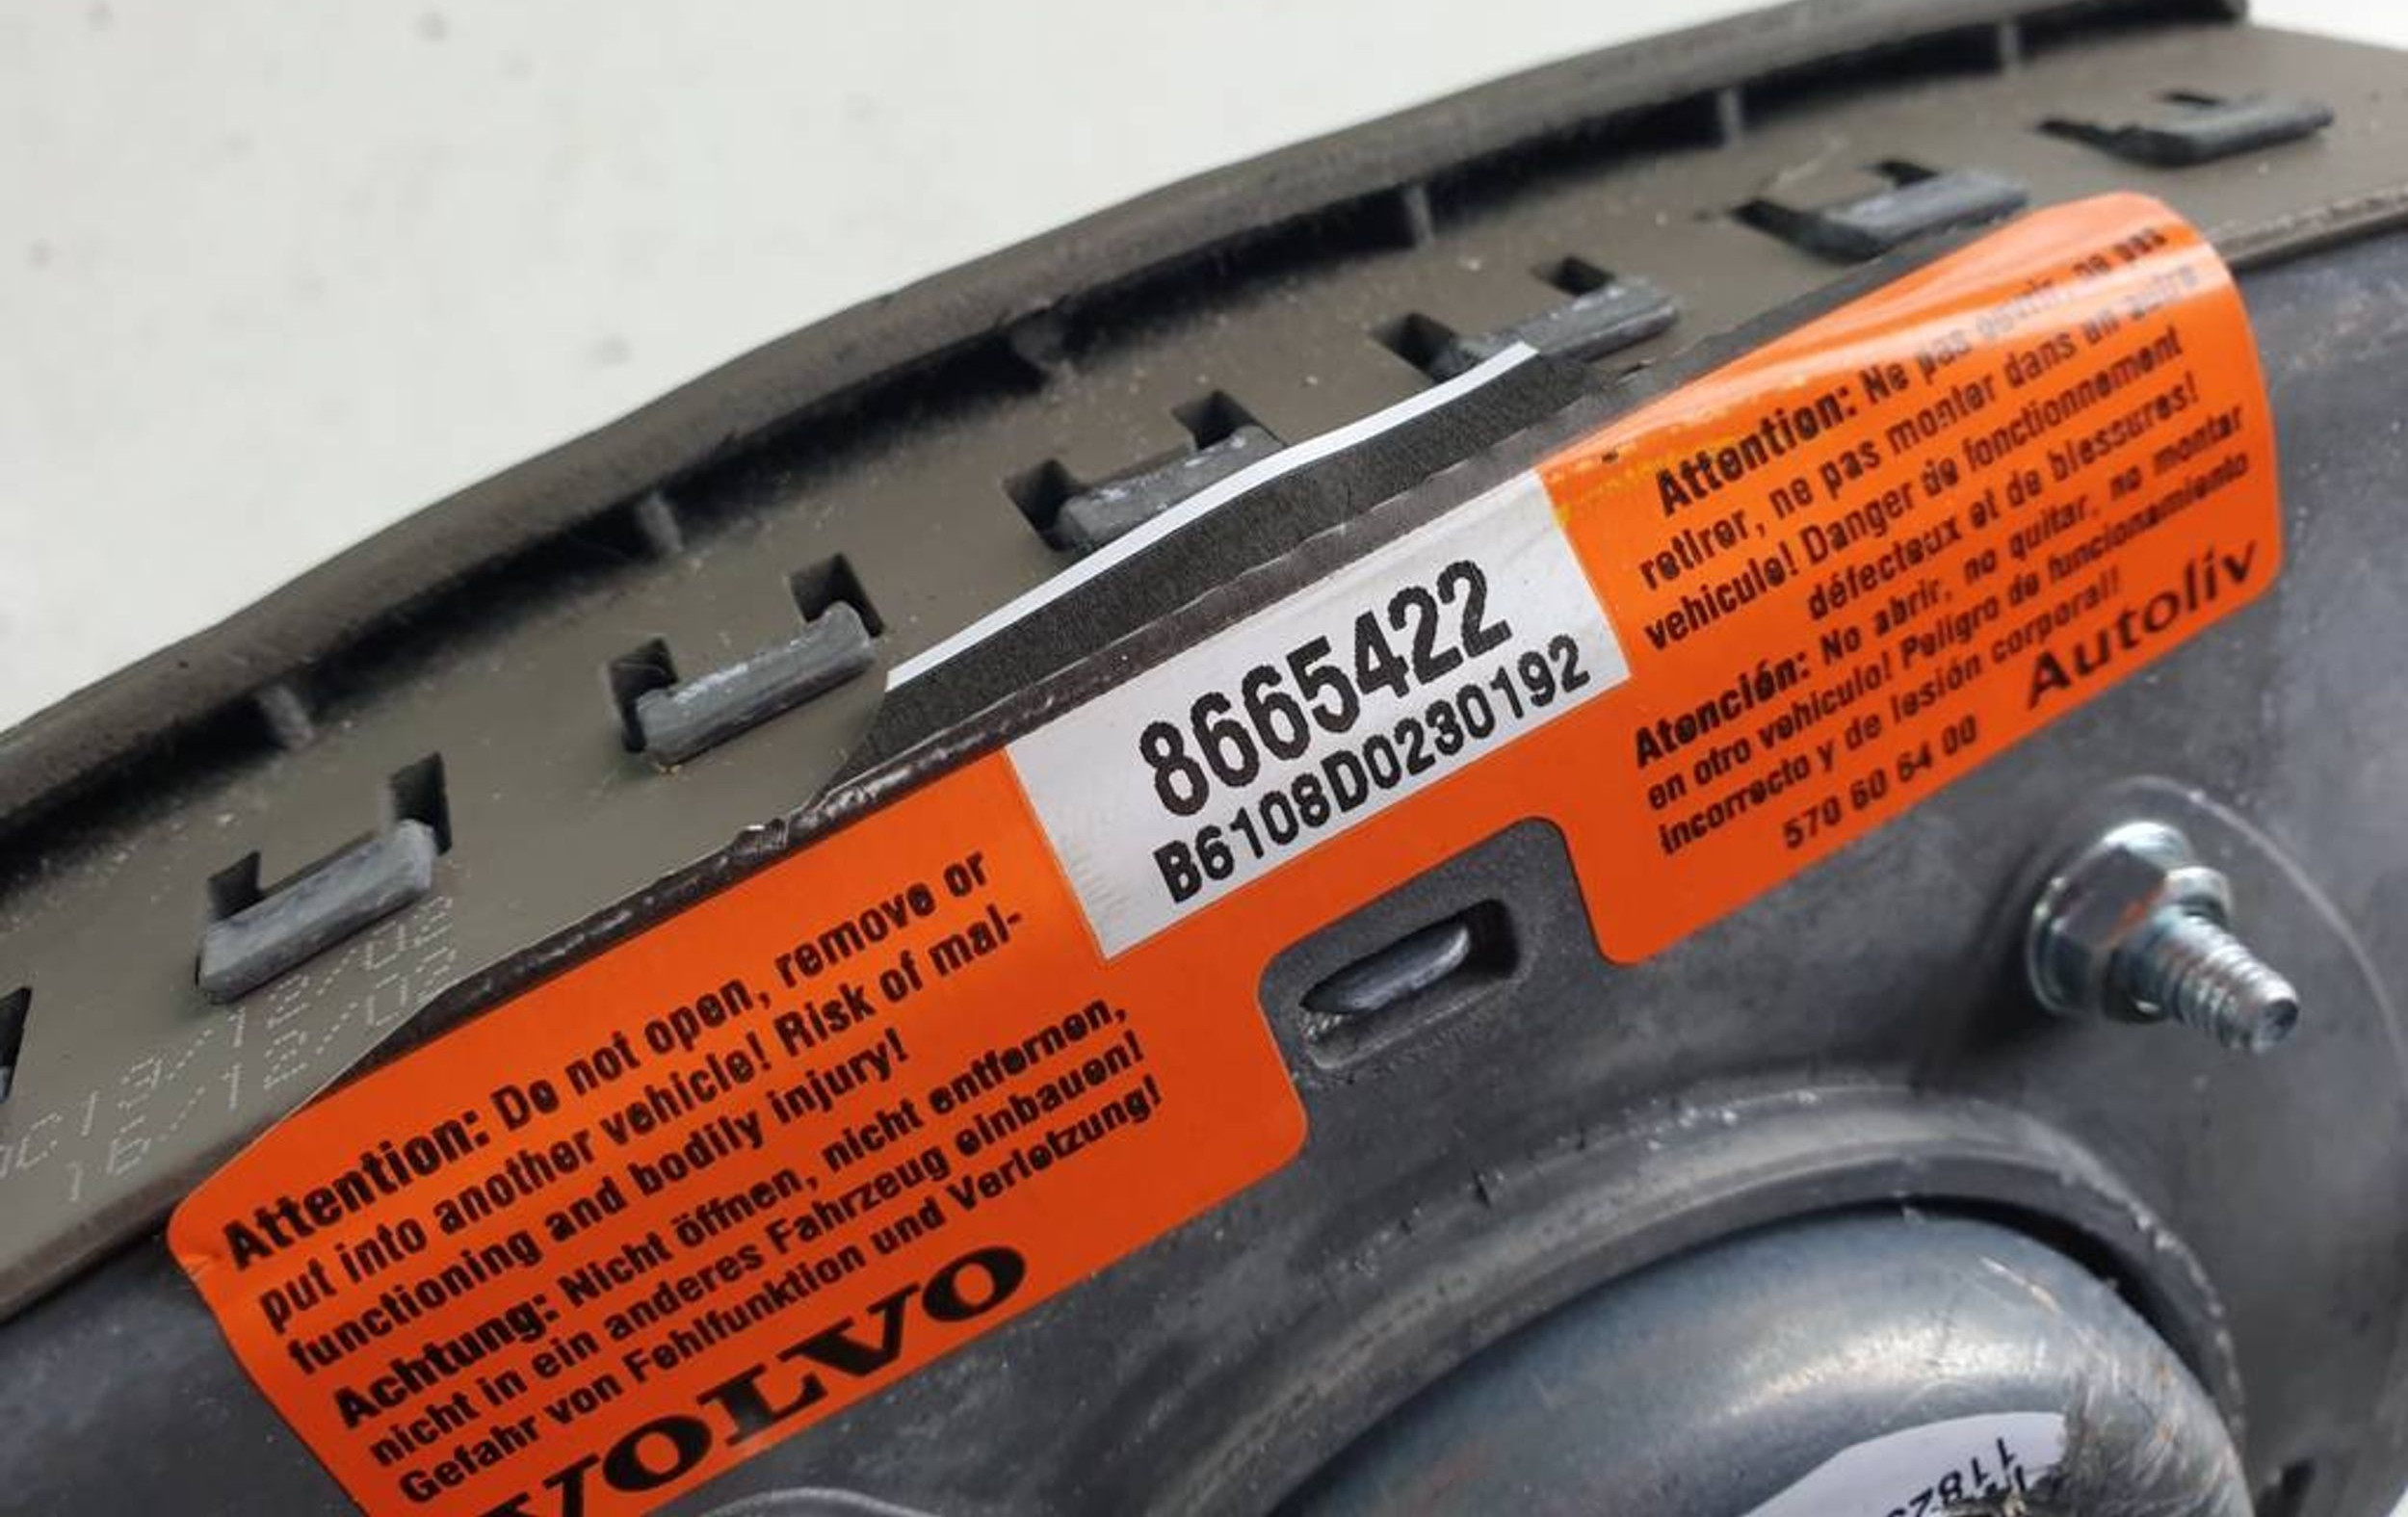 Attention: Do not open, remove or
put into another vehicle! Risk of mal-
functioning and bodily injury!
Achtung: Nicht öffnen, nicht entfernen,
nicht in ein anderes Fahrzeug einbauen!
Gefahr von Fehlfunktion und Verletzung!
VOLVO
8665422
B6108D0230192
Attention: Ne pas ouvrir, ne pas
retirer, ne pas monter dans un autre
vehicule! Danger de fonctionnement
défecteux et de blessures!
Atención: No abrir, no quitar, no montar
en otro vehiculo! Peligro de funcionamiento
incorrecto y de lesión corporal!
570 60 64 00
Autoliv